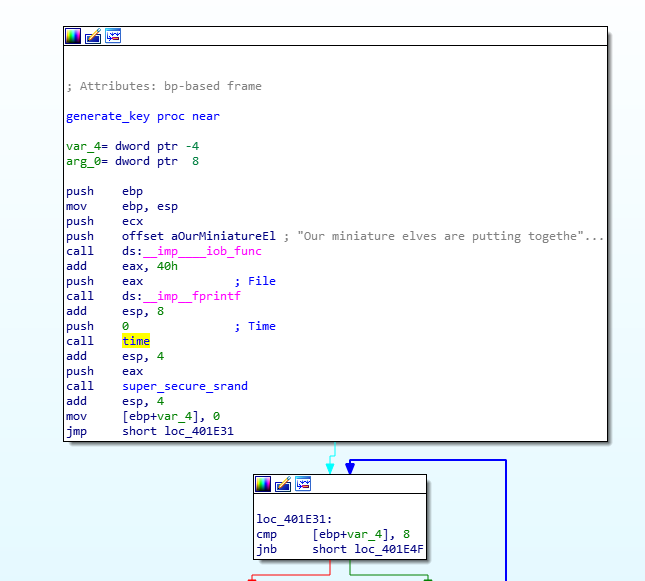 ; Attributes: bp-based frame
generate_key proc near
var_4= dword ptr -4
arg_0= dword ptr  8
push    ebp
mov     ebp, esp
push    ecx
push    offset aOurMiniatureEl ; "Our miniature elves are putting togethe"...
call    ds:__imp____iob_func
add     eax, 40h
push    eax             ; File
call    ds:__imp__fprintf
add     esp, 8
push    0               ; Time
call    time
add     esp, 4
push    eax
call    super_secure_srand
add     esp, 4
mov     [ebp+var_4], 0
jmp     short loc_401E31
loc_401E31:
cmp     [ebp+var_4], 8
jnb     short loc_401E4F